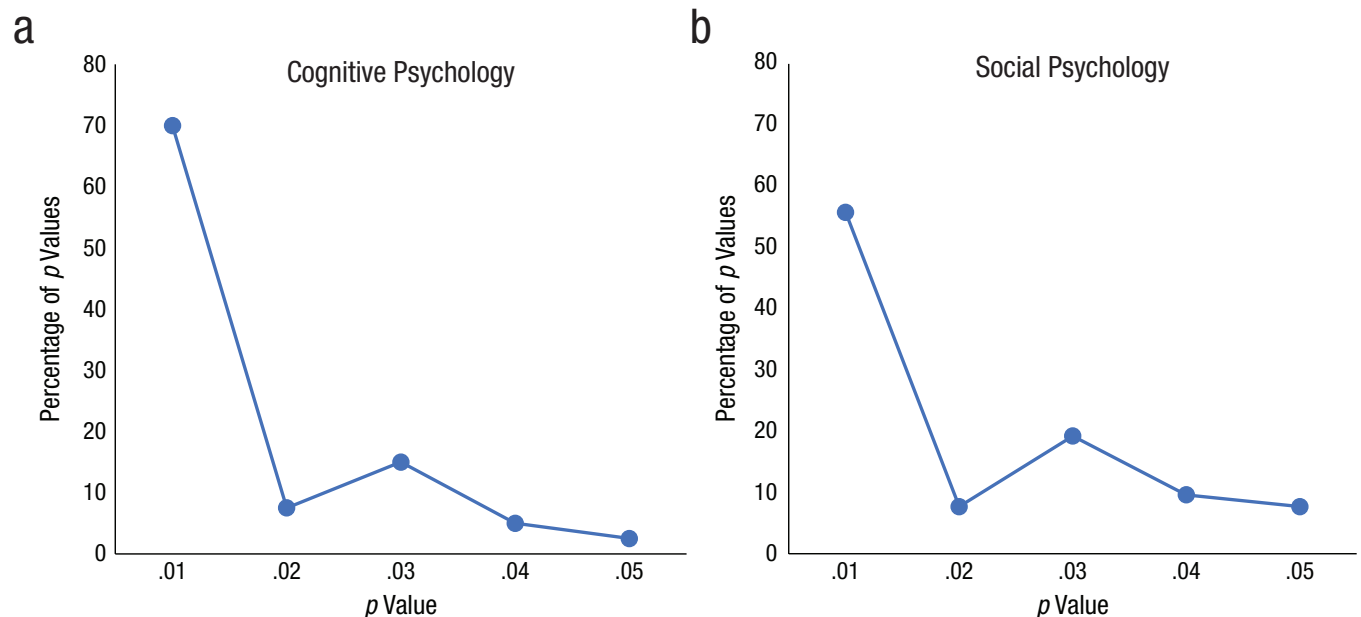 a
Cognitive Psychology
Percentage of p Values
80
70
60
50
40
30
20
10
0
.01 .02 .03 .04 .05
p Value
b
Social Psychology
Percentage of p Values
80
70
60
50
40
30
20
10
0
.01 .02 .03 .04 .05
p Value